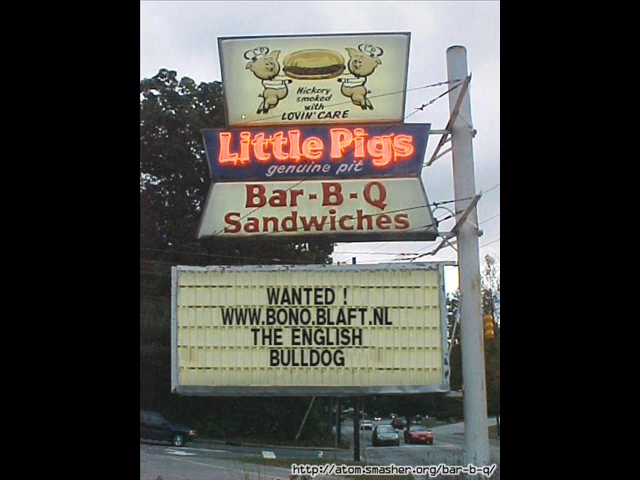 Hickory
smoked
with
LOVIN' CARE
Little Pigs
genuine pit
Bar-B-Q
Sandwiches
WANTED !
WWW.BONO.BLAFT.NL
THE ENGLISH
BULLDOG
http://atom.smasher.org/bar-b-q/